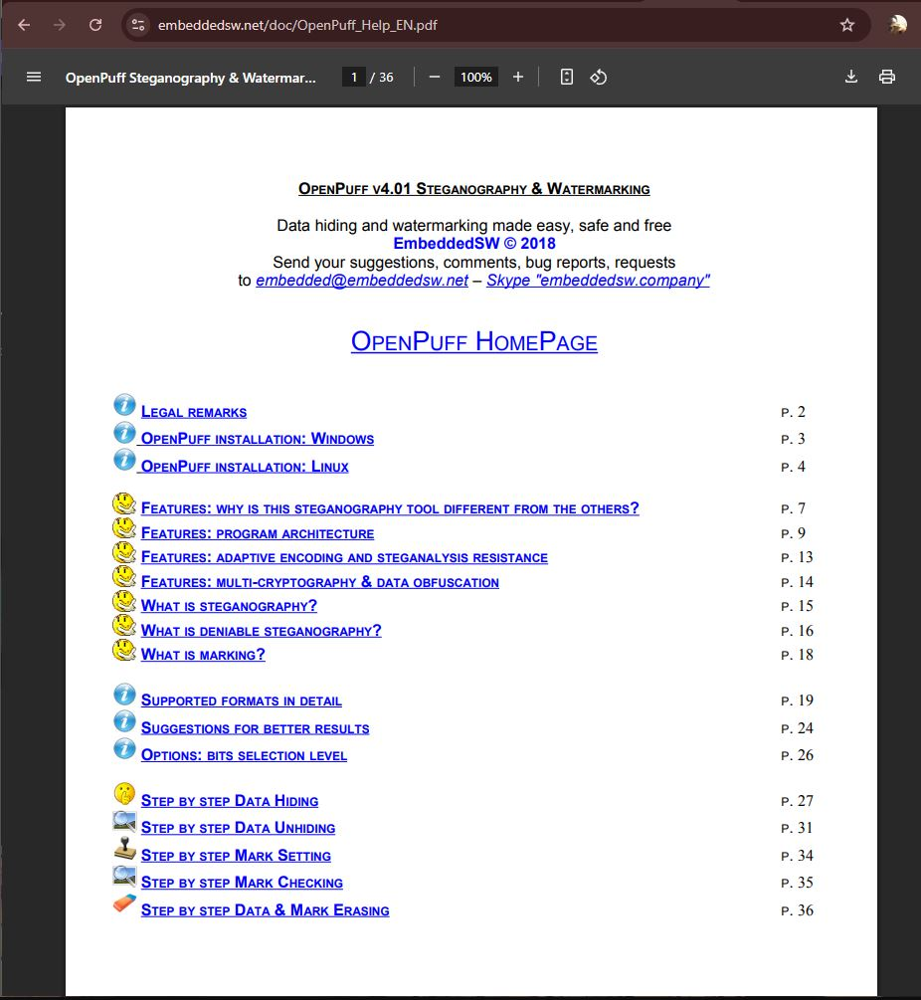 embeddedsw.net/doc/OpenPuff_Help_EN.pdf
OpenPuff Steganography & Watermar... 1 / 36 − 100% +
OpenPuff v4.01 Steganography & Watermarking
Data hiding and watermarking made easy, safe and free
EmbeddedSW © 2018
Send your suggestions, comments, bug reports, requests
to embedded@embeddedsw.net – Skype "embeddedsw.company"
OpenPuff HomePage
Legal remarks p. 2
OpenPuff installation: Windows p. 3
OpenPuff installation: Linux p. 4
Features: why is this steganography tool different from the others? p. 7
Features: program architecture p. 9
Features: adaptive encoding and steganalysis resistance p. 13
Features: multi-cryptography & data obfuscation p. 14
What is steganography? p. 15
What is deniable steganography? p. 16
What is marking? p. 18
Supported formats in detail p. 19
Suggestions for better results p. 24
Options: bits selection level p. 26
Step by step Data Hiding p. 27
Step by step Data Unhiding p. 31
Step by step Mark Setting p. 34
Step by step Mark Checking p. 35
Step by step Data & Mark Erasing p. 36